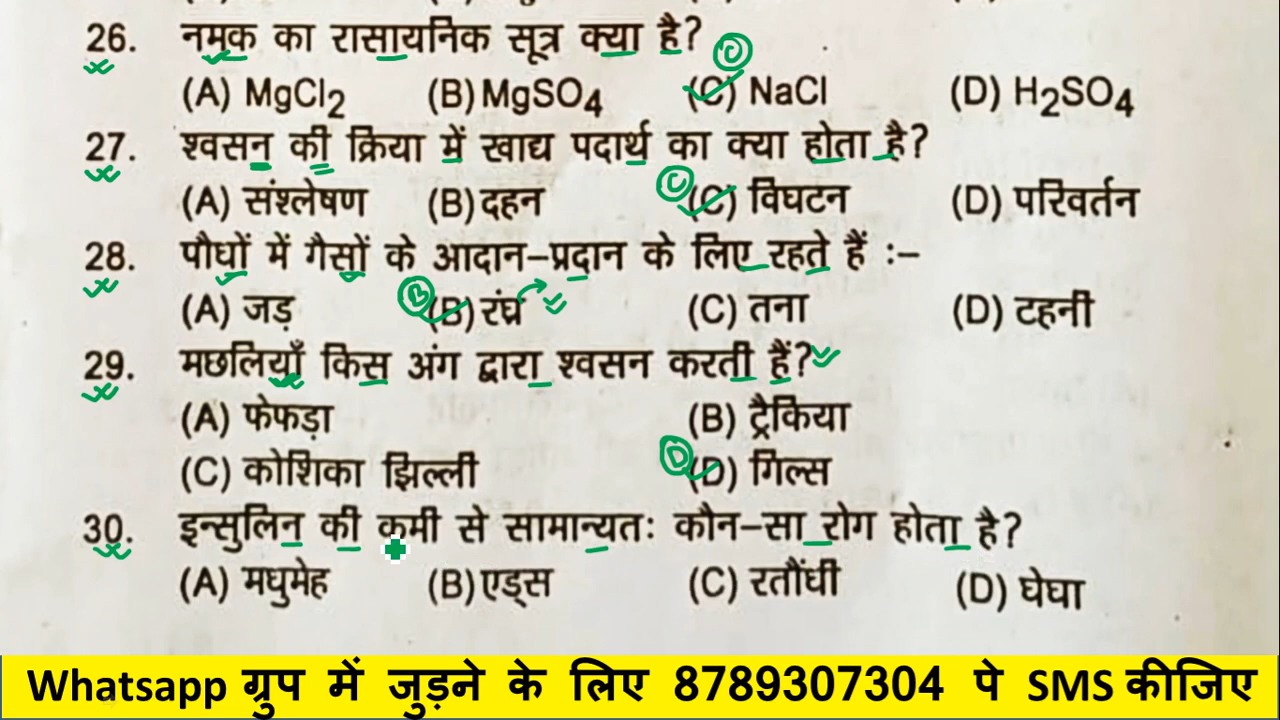 26. नमक का रासायनिक सूत्र क्या है?
(A) MgCl2 (B) MgSO4 (C) NaCl (D) H2SO4
27. श्वसन की क्रिया में खाद्य पदार्थ का क्या होता है?
(A) संश्लेषण (B) दहन (C) विघटन (D) परिवर्तन
28. पौधों में गैसों के आदान-प्रदान के लिए रहते हैं :-
(A) जड़ (B) रंध्र (C) तना (D) टहनी
29. मछलियाँ किस अंग द्वारा श्वसन करती हैं?
(A) फेफड़ा (B) ट्रैकिया
(C) कोशिका झिल्ली (D) गिल्स
30. इन्सुलिन की कमी से सामान्यतः कौन-सा रोग होता है?
(A) मधुमेह (B) एड्स (C) रतौंधी (D) घेघा
Whatsapp ग्रुप में जुड़ने के लिए 8789307304 पे SMS कीजिए